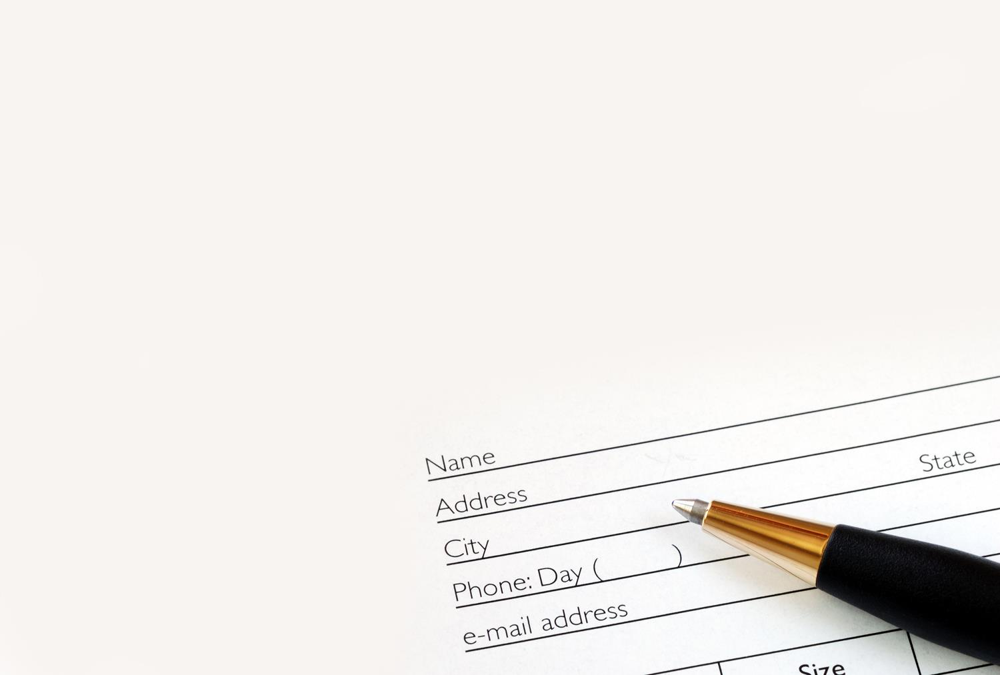 Name
Address
City State
Phone: Day ( )
e-mail address
Size